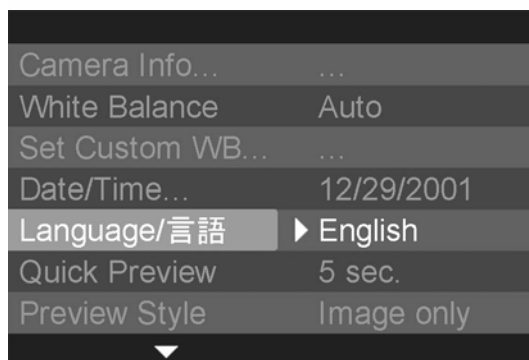 Camera Info... ...
White Balance Auto
Set Custom WB... ...
Date/Time... 12/29/2001
Language/言語 English
Quick Preview 5 sec.
Preview Style Image only